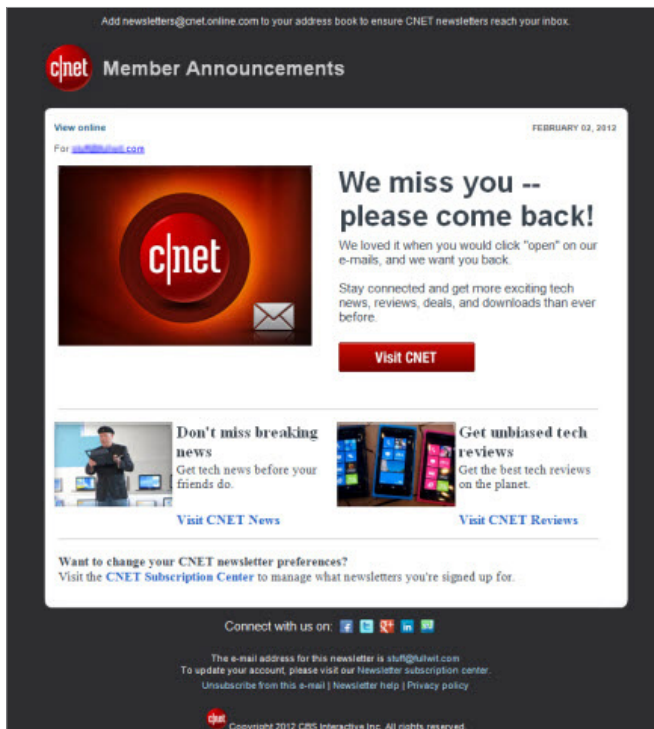 Add newsletters@cnet.online.com to your address book to ensure CNET newsletters reach your inbox.
c|net Member Announcements
View online
FEBRUARY 02, 2012
For
c|net
We miss you --
please come back!
We loved it when you would click "open" on our
e-mails, and we want you back.
Stay connected and get more exciting tech
news, reviews, deals, and downloads than ever
before.
Visit CNET
Don't miss breaking
news
Get tech news before your
friends do.
Visit CNET News
Get unbiased tech
reviews
Get the best tech reviews
on the planet.
Visit CNET Reviews
Want to change your CNET newsletter preferences?
Visit the CNET Subscription Center to manage what newsletters you're signed up for.
Connect with us on:
The e-mail address for this newsletter is stuff@fultwit.com
To update your account, please visit our Newsletter subscription center.
Unsubscribe from this e-mail | Newsletter help | Privacy policy
c|net Copyright 2012 CBS Interactive Inc. All rights reserved.